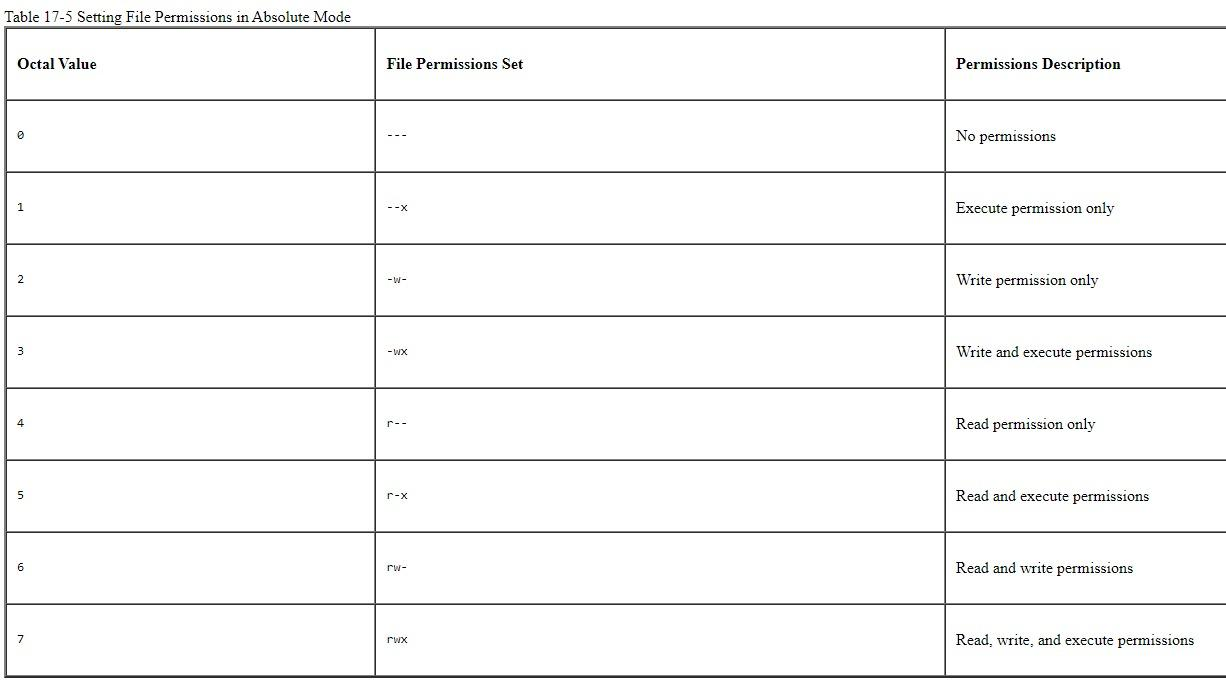 Table 17-5 Setting File Permissions in Absolute Mode
Octal Value File Permissions Set Permissions Description
0 --- No permissions
1 --x Execute permission only
2 -w- Write permission only
3 -wx Write and execute permissions
4 r-- Read permission only
5 r-x Read and execute permissions
6 rw- Read and write permissions
7 rwx Read, write, and execute permissions